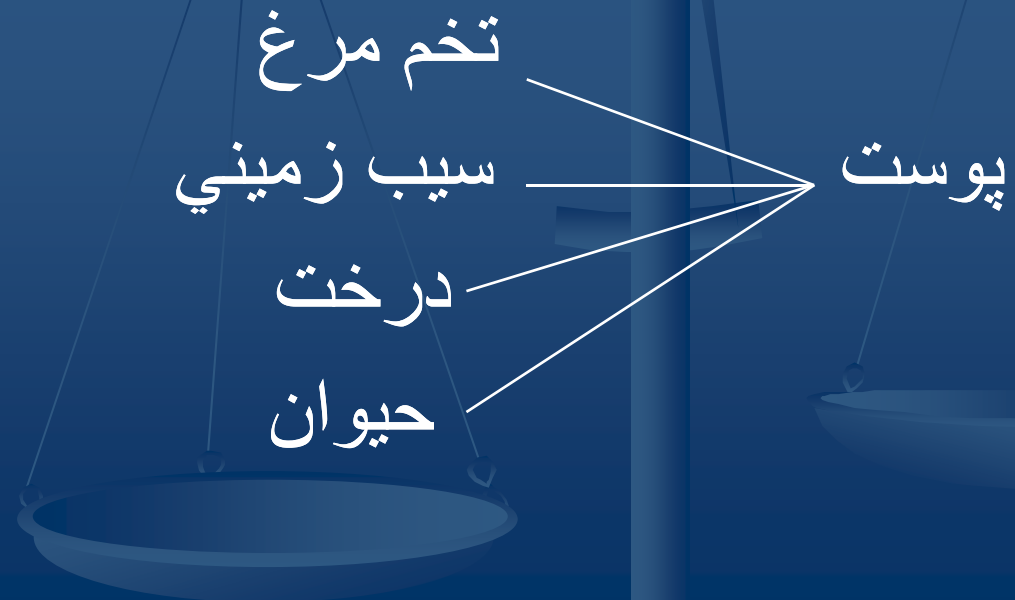 پوست
تخم مرغ
سيب زميني
درخت
حيوان